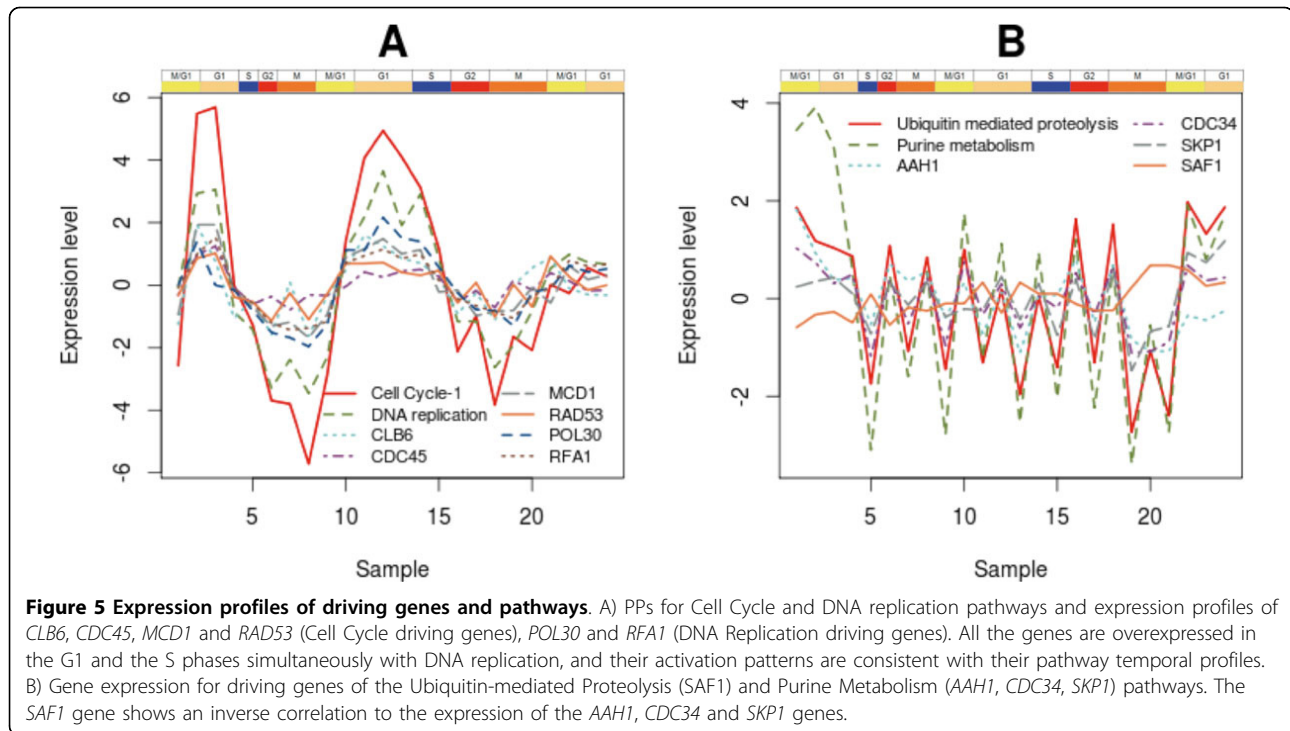 A
B
M/G1 G1 S G2 M M/G1 G1 S G2 M M/G1 G1
M/G1 G1 S G2 M M/G1 G1 S G2 M M/G1 G1
Expression level
6
4
2
0
-2
-4
-6
Cell Cycle-1
DNA replication
CLB6
CDC45
MCD1
RAD53
POL30
RFA1
5 10 15 20
Sample
Expression level
4
2
0
-2
Ubiquitin mediated proteolysis
Purine metabolism
AAH1
CDC34
SKP1
SAF1
5 10 15 20
Sample
Figure 5 Expression profiles of driving genes and pathways. A) PPs for Cell Cycle and DNA replication pathways and expression profiles of
CLB6, CDC45, MCD1 and RAD53 (Cell Cycle driving genes), POL30 and RFA1 (DNA Replication driving genes). All the genes are overexpressed in
the G1 and the S phases simultaneously with DNA replication, and their activation patterns are consistent with their pathway temporal profiles.
B) Gene expression for driving genes of the Ubiquitin-mediated Proteolysis (SAF1) and Purine Metabolism (AAH1, CDC34, SKP1) pathways. The
SAF1 gene shows an inverse correlation to the expression of the AAH1, CDC34 and SKP1 genes.